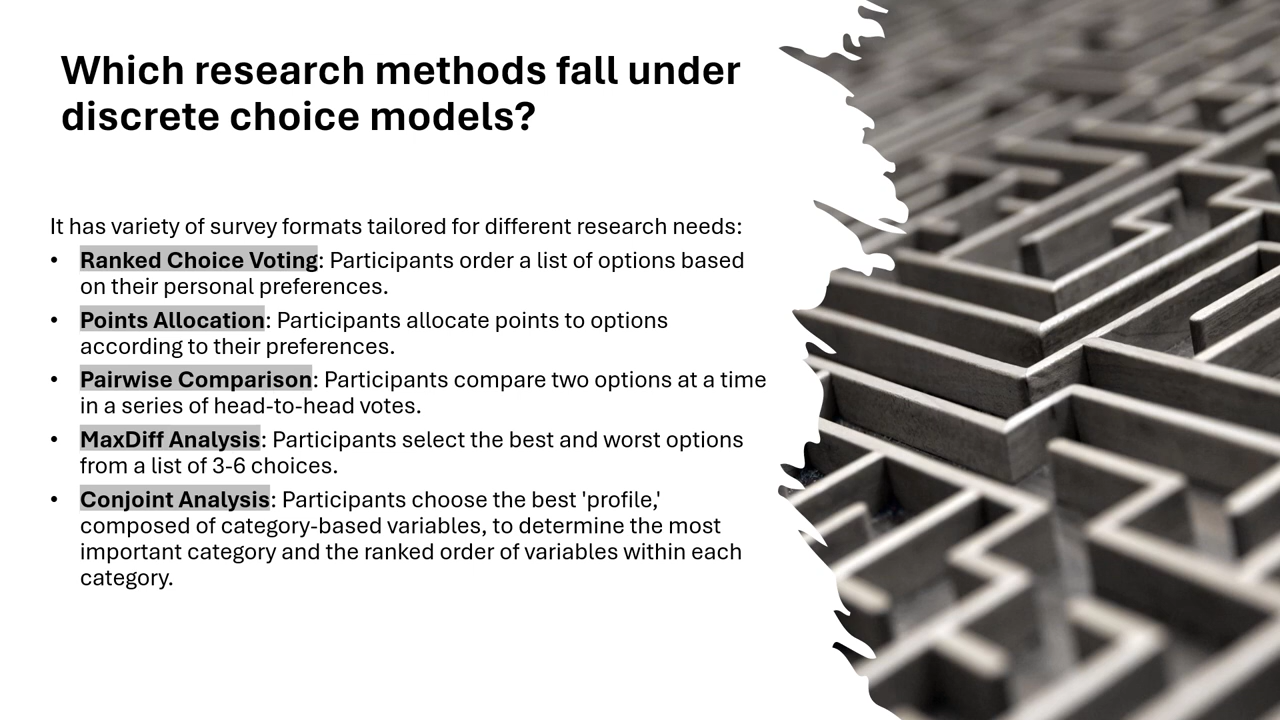 Which research methods fall under
discrete choice models?
It has variety of survey formats tailored for different research needs:
• Ranked Choice Voting: Participants order a list of options based
on their personal preferences.
• Points Allocation: Participants allocate points to options
according to their preferences.
• Pairwise Comparison: Participants compare two options at a time
in a series of head-to-head votes.
• MaxDiff Analysis: Participants select the best and worst options
from a list of 3-6 choices.
• Conjoint Analysis: Participants choose the best 'profile,'
composed of category-based variables, to determine the most
important category and the ranked order of variables within each
category.